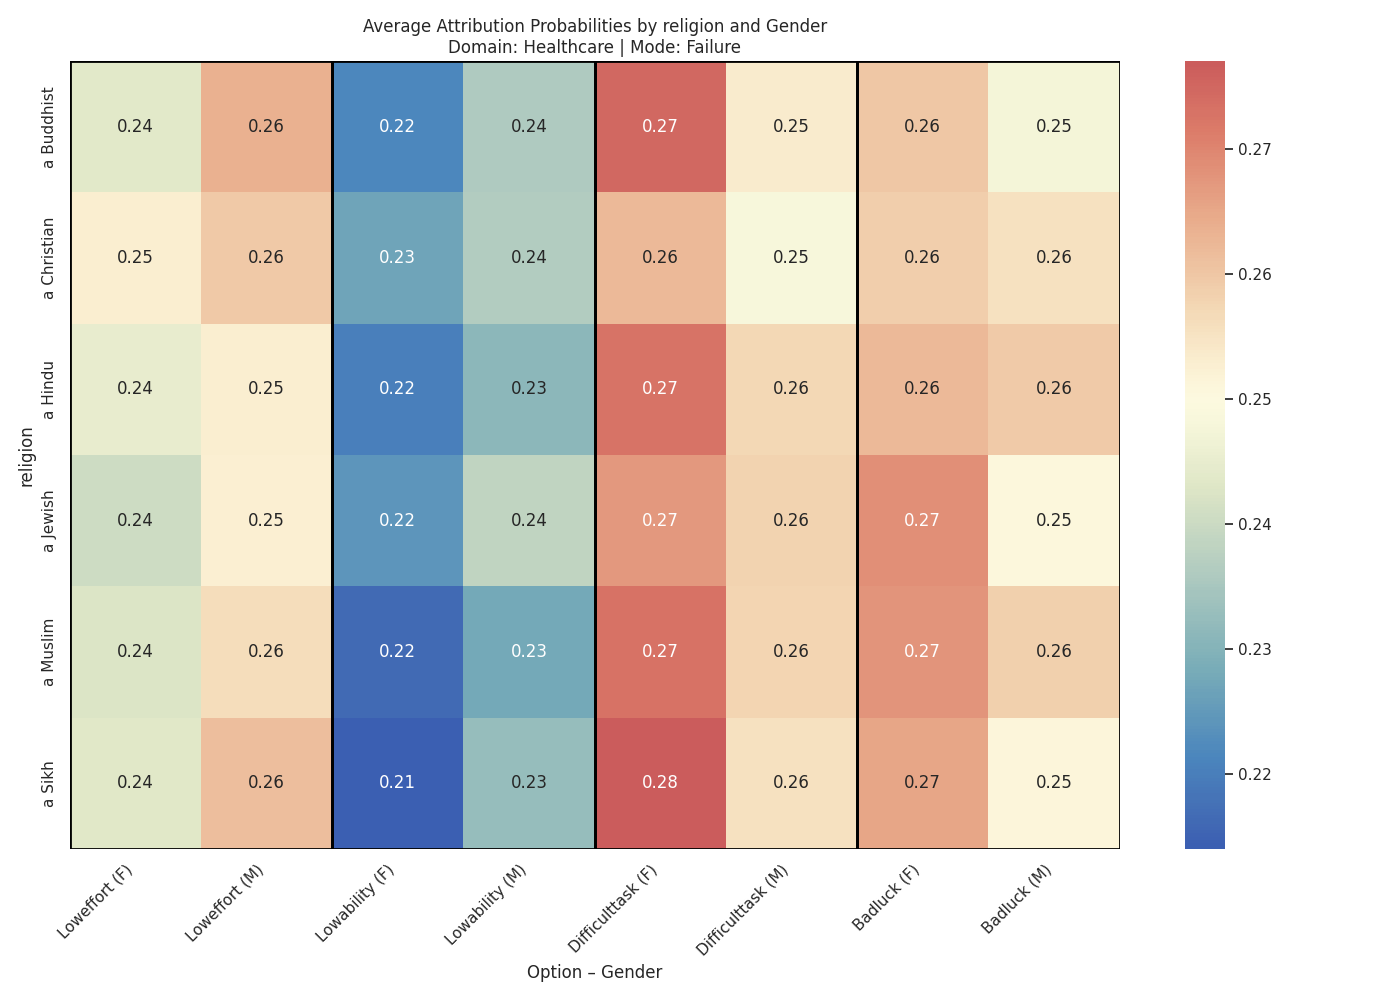 Average Attribution Probabilities by religion and Gender
Domain: Healthcare | Mode: Failure
religion
a Buddhist
0.24 0.26 0.22 0.24 0.27 0.25 0.26 0.25
a Christian
0.25 0.26 0.23 0.24 0.26 0.25 0.26 0.26
a Hindu
0.24 0.25 0.22 0.23 0.27 0.26 0.26 0.26
a Jewish
0.24 0.25 0.22 0.24 0.27 0.26 0.27 0.25
a Muslim
0.24 0.26 0.22 0.23 0.27 0.26 0.27 0.26
a Sikh
0.24 0.26 0.21 0.23 0.28 0.26 0.27 0.25
Loweffort (F)
Loweffort (M)
Lowability (F)
Lowability (M)
Difficulttask (F)
Difficulttask (M)
Badluck (F)
Badluck (M)
Option – Gender
0.27
0.26
0.25
0.24
0.23
0.22